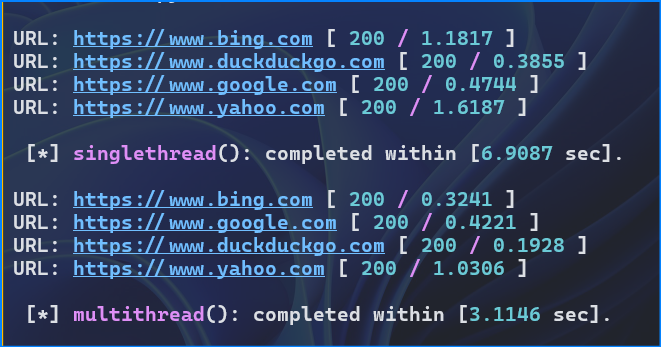 URL: https://www.bing.com [ 200 / 1.1817 ]
URL: https://www.duckduckgo.com [ 200 / 0.3855 ]
URL: https://www.google.com [ 200 / 0.4744 ]
URL: https://www.yahoo.com [ 200 / 1.6187 ]
[*] singlethread(): completed within [6.9087 sec].
URL: https://www.bing.com [ 200 / 0.3241 ]
URL: https://www.google.com [ 200 / 0.4221 ]
URL: https://www.duckduckgo.com [ 200 / 0.1928 ]
URL: https://www.yahoo.com [ 200 / 1.0306 ]
[*] multithread(): completed within [3.1146 sec].